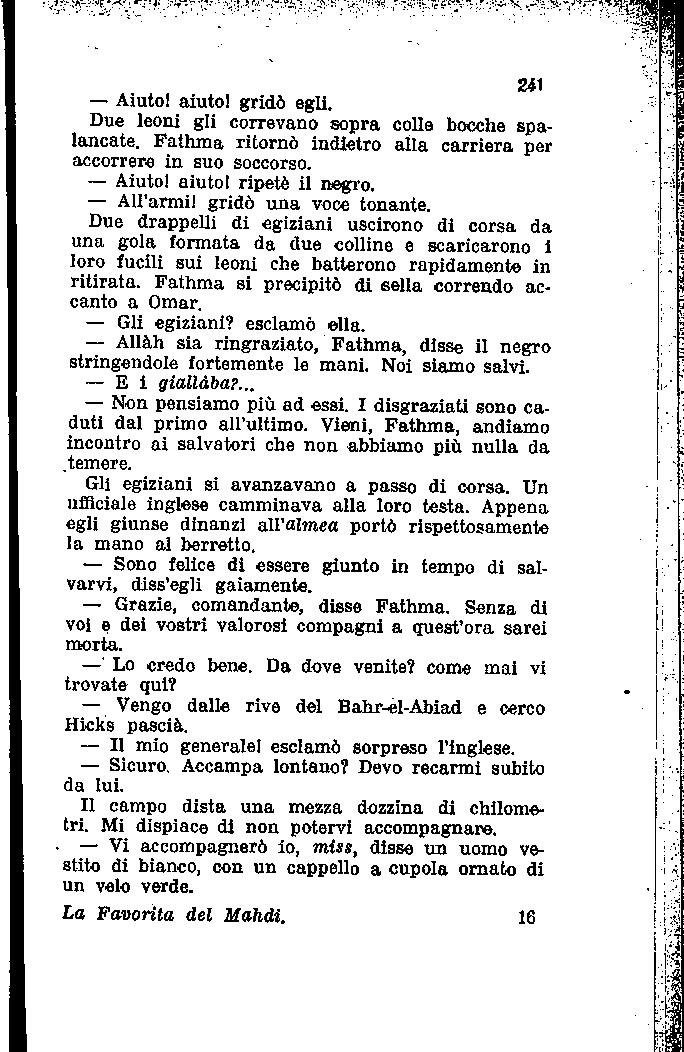 241
— Aiuto! aiuto! gridò egli.
Due leoni gli correvano sopra colle bocche spa-
lancate. Fathma ritornò indietro alla carriera per
accorrere in suo soccorso.
— Aiuto! aiuto! ripetè il negro.
— All'armi! gridò una voce tonante.
Due drappelli di egiziani uscirono di corsa da
una gola formata da due colline e scaricarono i
loro fucili sui leoni che batterono rapidamente in
ritirata. Fathma si precipitò di sella correndo ac-
canto a Omar.
— Gli egiziani? esclamò ella.
— Allàh sia ringraziato, Fathma, disse il negro
stringendole fortemente le mani. Noi siamo salvi.
— E i giallàba?...
— Non pensiamo più ad essi. I disgraziati sono ca-
duti dal primo all'ultimo. Vieni, Fathma, andiamo
incontro ai salvatori che non abbiamo più nulla da
temere.
Gli egiziani si avanzavano a passo di corsa. Un
ufficiale inglese camminava alla loro testa. Appena
egli giunse dinanzi all'almea portò rispettosamente
la mano al berretto.
— Sono felice di essere giunto in tempo di sal-
varvi, diss'egli gaiamente.
— Grazie, comandante, disse Fathma. Senza di
voi e dei vostri valorosi compagni a quest'ora sarei
morta.
— Lo credo bene. Da dove venite? come mai vi
trovate qui?
— Vengo dalle rive del Bahr-el-Abiad e cerco
Hicks pascià.
— Il mio generale! esclamò sorpreso l'inglese.
— Sicuro. Accampa lontano? Devo recarmi subito
da lui.
Il campo dista una mezza dozzina di chilome-
tri. Mi dispiace di non potervi accompagnare.
— Vi accompagnerò io, miss, disse un uomo ve-
stito di bianco, con un cappello a cupola ornato di
un velo verde.
La Favorita del Mahdi. 16